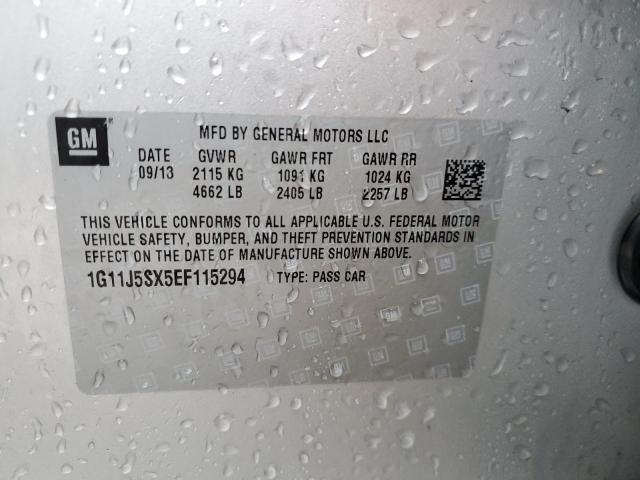 GM
MFD BY GENERAL MOTORS LLC
DATE GVWR GAWR FRT GAWR RR
09/13 2115 KG 1091 KG 1024 KG
4662 LB 2405 LB 2257 LB
THIS VEHICLE CONFORMS TO ALL APPLICABLE U.S. FEDERAL MOTOR
VEHICLE SAFETY, BUMPER, AND THEFT PREVENTION STANDARDS IN
EFFECT ON THE DATE OF MANUFACTURE SHOWN ABOVE.
1G11J5SX5EF115294 TYPE: PASS CAR